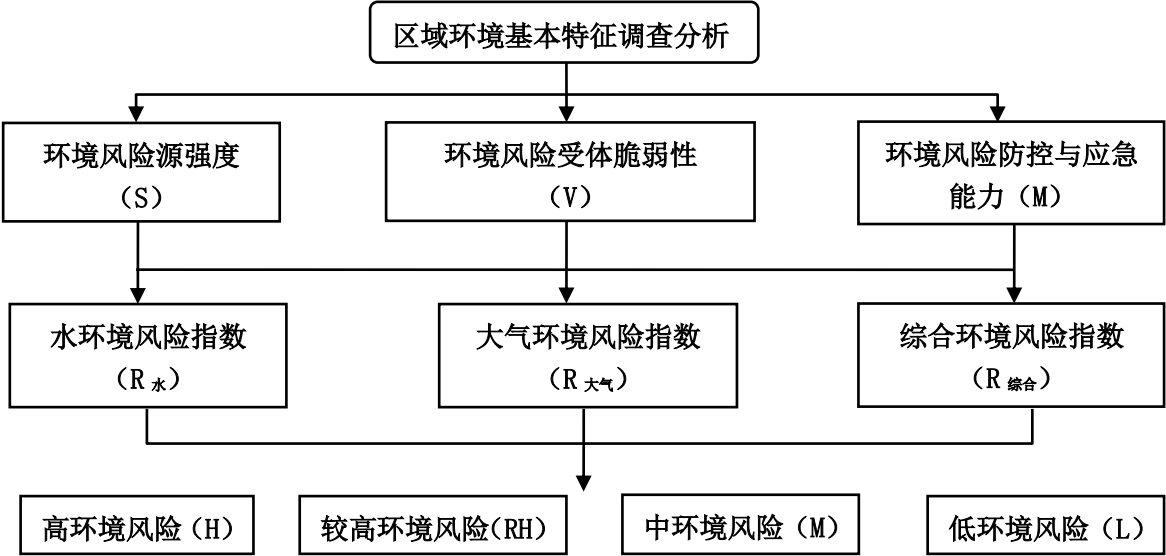 区域环境基本特征调查分析
环境风险源强度
（S）
环境风险受体脆弱性
（V）
环境风险防控与应急
能力（M）
水环境风险指数
（R水）
大气环境风险指数
（R大气）
综合环境风险指数
（R综合）
高环境风险（H）
较高环境风险（RH）
中环境风险（M）
低环境风险（L）